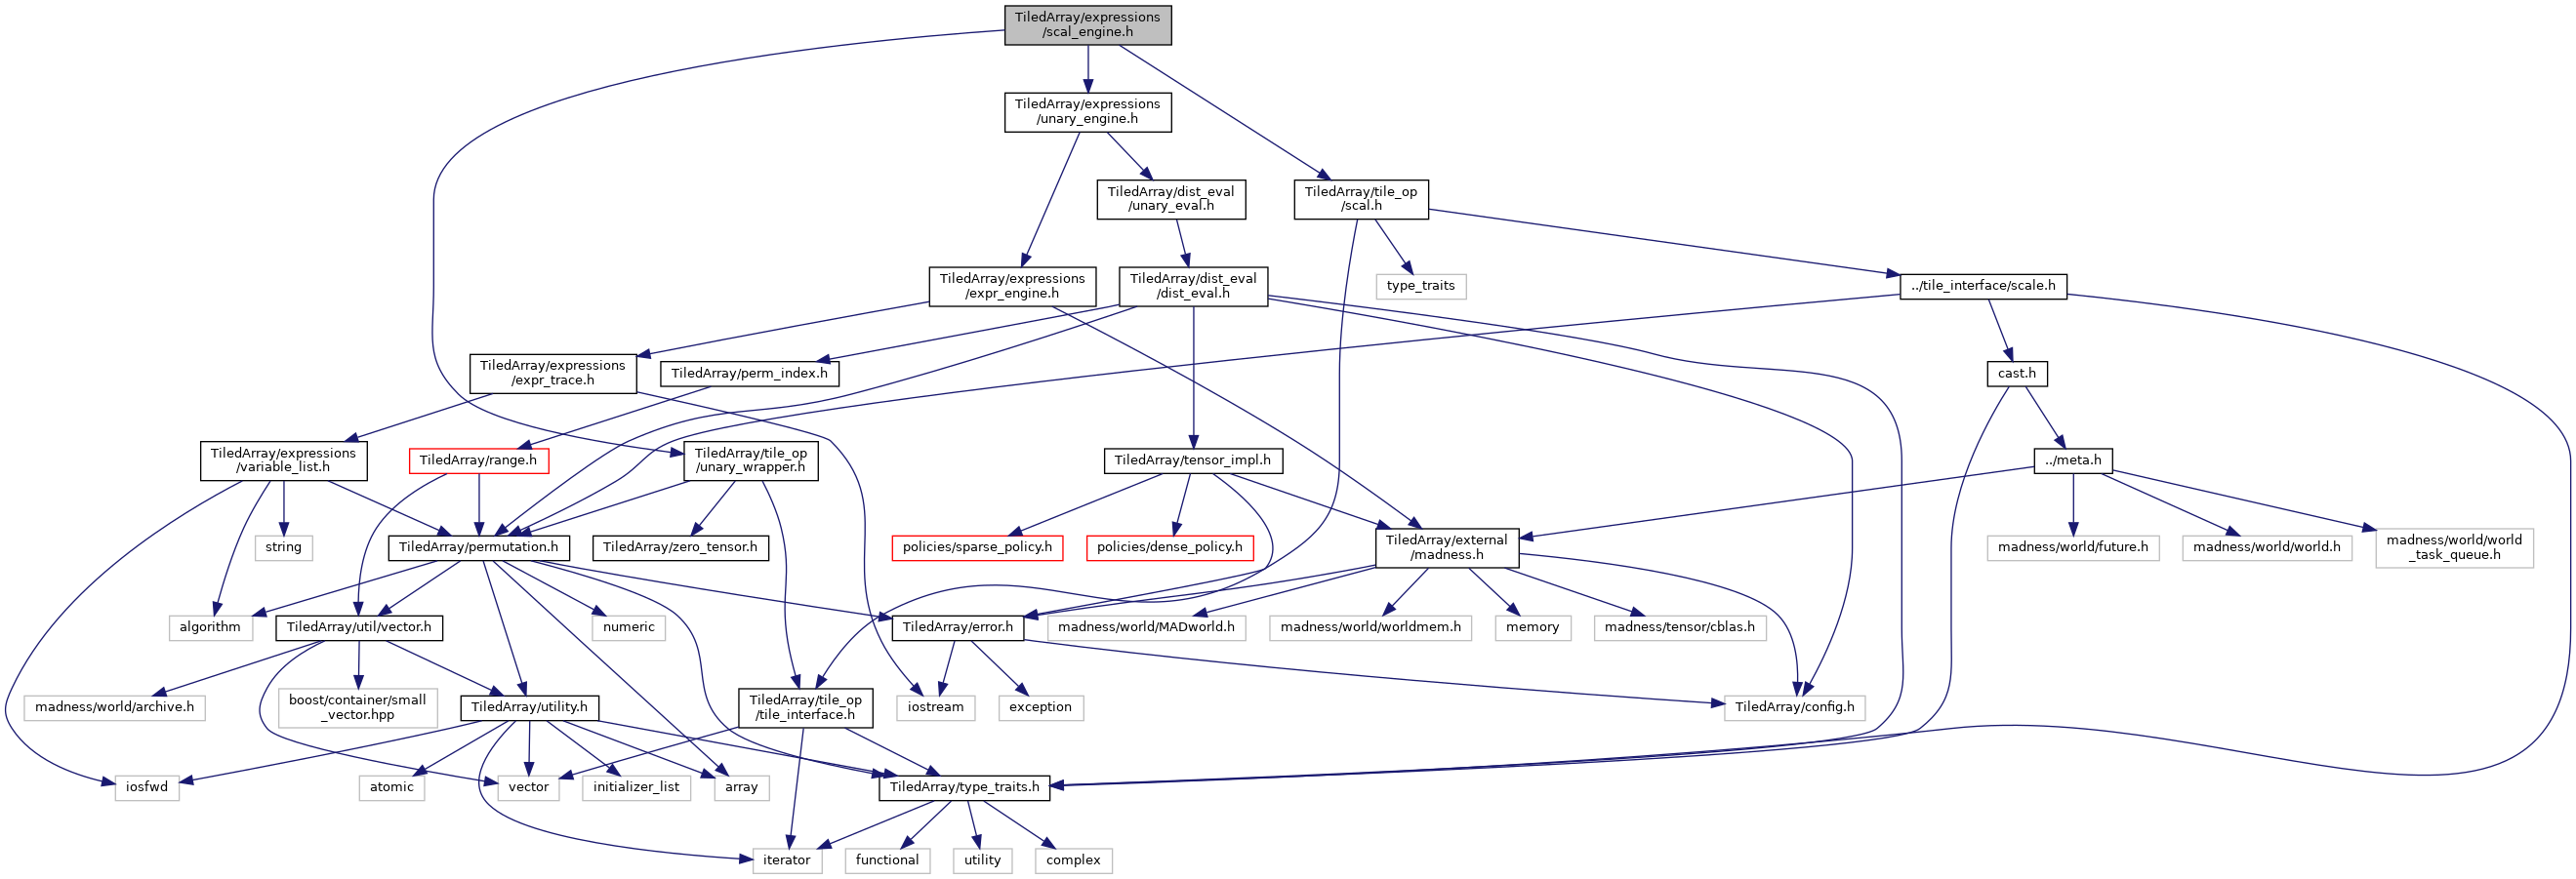 TiledArray/expressions
/scal_engine.h
TiledArray/expressions
/unary_engine.h
TiledArray/dist_eval
/unary_eval.h
TiledArray/tile_op
/scal.h
TiledArray/expressions
/expr_engine.h
TiledArray/dist_eval
/dist_eval.h
type_traits
../tile_interface/scale.h
TiledArray/expressions
/expr_trace.h
TiledArray/perm_index.h
cast.h
TiledArray/expressions
/variable_list.h
TiledArray/range.h
TiledArray/tile_op
/unary_wrapper.h
TiledArray/tensor_impl.h
../meta.h
string
TiledArray/permutation.h
TiledArray/zero_tensor.h
policies/sparse_policy.h
policies/dense_policy.h
TiledArray/external
/madness.h
madness/world/future.h
madness/world/world.h
madness/world/world
_task_queue.h
algorithm
TiledArray/util/vector.h
numeric
TiledArray/error.h
madness/world/MADworld.h
madness/world/worldmem.h
memory
madness/tensor/cblas.h
madness/world/archive.h
boost/container/small
_vector.hpp
TiledArray/utility.h
TiledArray/tile_op
/tile_interface.h
iostream
exception
TiledArray/config.h
iosfwd
atomic
vector
initializer_list
array
TiledArray/type_traits.h
iterator
functional
utility
complex